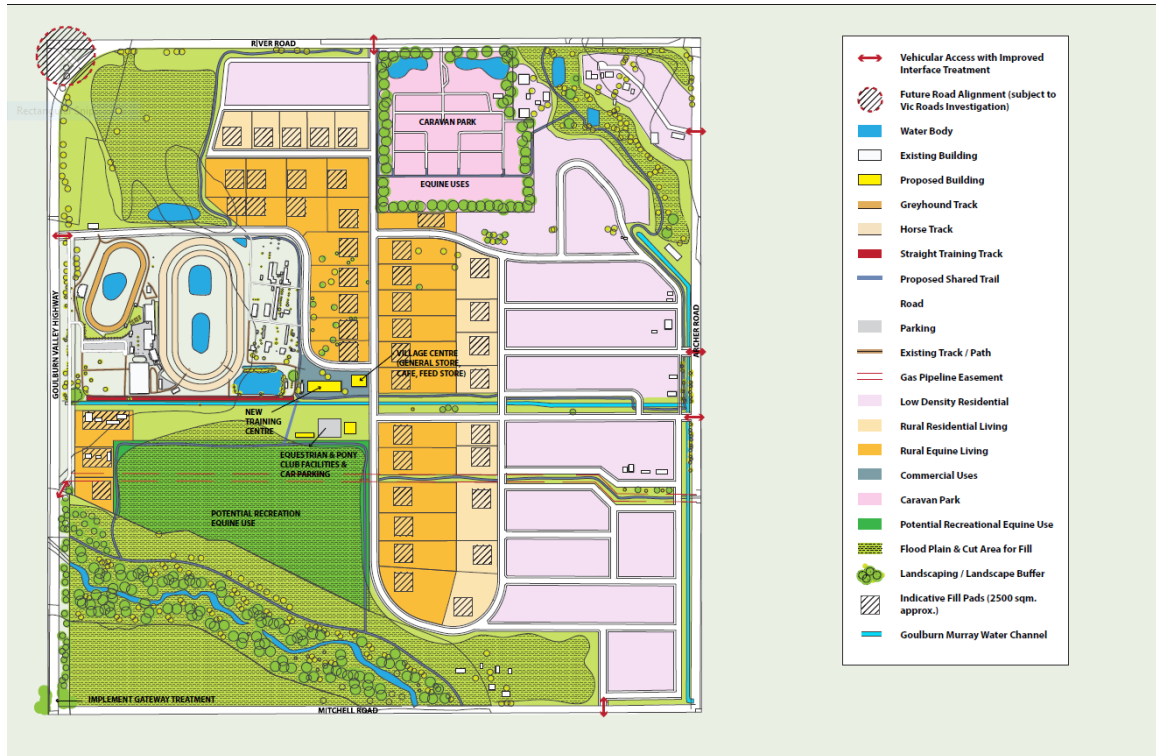 RIVER ROAD
CARAVAN PARK
EQUINE USES
GOULBURN VALLEY HIGHWAY
ARCHER ROAD
VILLAGE CENTRE
(GENERAL STORE,
CAFE, FEED STORE)
NEW
TRAINING
CENTRE
EQUESTRIAN & PONY
CLUB FACILITIES &
CAR PARKING
POTENTIAL RECREATION
EQUINE USE
IMPLEMENT GATEWAY TREATMENT
MITCHELL ROAD
Vehicular Access with Improved
Interface Treatment
Future Road Alignment (subject to
Vic Roads Investigation)
Water Body
Existing Building
Proposed Building
Greyhound Track
Horse Track
Straight Training Track
Proposed Shared Trail
Road
Parking
Existing Track / Path
Gas Pipeline Easement
Low Density Residential
Rural Residential Living
Rural Equine Living
Commercial Uses
Caravan Park
Potential Recreational Equine Use
Flood Plain & Cut Area for Fill
Landscaping / Landscape Buffer
Indicative Fill Pads (2500 sqm.
approx.)
Goulburn Murray Water Channel